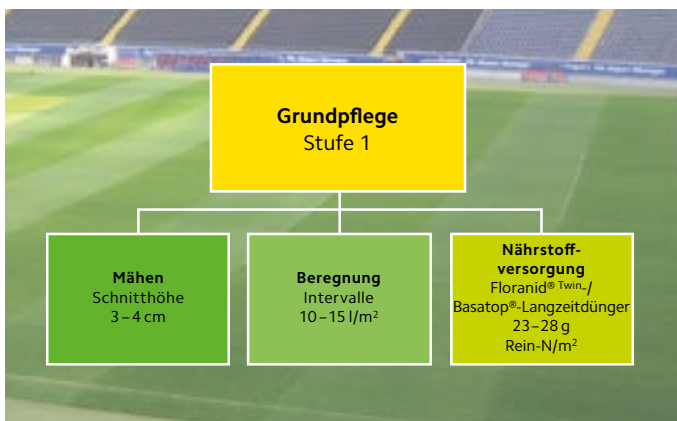 Grundpflege
Stufe 1
Mähen
Schnitthöhe
3–4 cm
Beregnung
Intervalle
10–15 l/m²
Nährstoff-
versorgung
Floranid® Twin-/
Basatop®-Langzeitdünger
23–28 g
Rein-N/m²